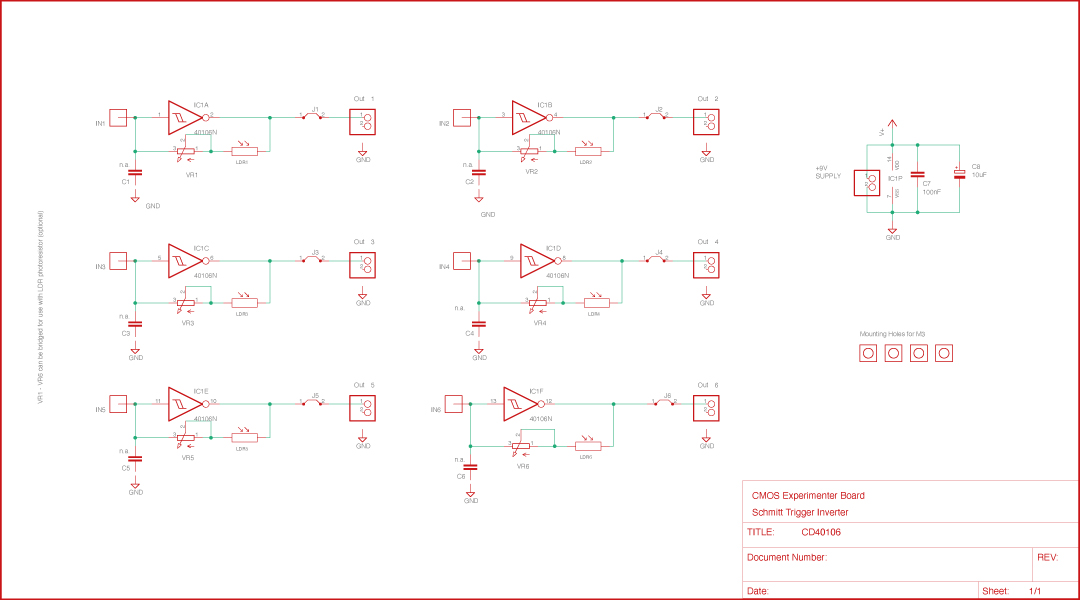 IN1
1
IC1A
2
40106N
J1
1 2
Out 1
1
2
GND
3 2 1
VR1
LDR1
n.a
C1
GND
IN2
3
IC1B
4
40106N
J2
1 2
Out 2
1
2
GND
3 2 1
VR2
LDR2
n.a
C2
GND
IN3
5
IC1C
6
40106N
J3
1 2
Out 3
1
2
GND
3 2 1
VR3
LDR3
n.a
C3
GND
IN4
9
IC1D
8
40106N
J4
1 2
Out 4
1
2
GND
3 2 1
VR4
LDR4
n.a.
C4
GND
IN5
11
IC1E
10
40106N
J5
1 2
Out 5
1
2
GND
3 2 1
VR5
n.a
C5
GND
IN6
13
IC1F
12
40106N
J6
1 2
Out 6
1
2
GND
3 2 1
VR6
n.a.
C6
GND
VR1 - VR6 can be bridged for use with LDR photoresistor (optional)
V+
+9V
SUPPLY
1
2
14
VDD
IC1P
7
VSS
C7
100nF
+
C8
10uF
GND
Mounting Holes for M3
CMOS Experimenter Board
Schmitt Trigger Inverter
TITLE: CD40106
Document Number:
REV:
Date:
Sheet: 1/1